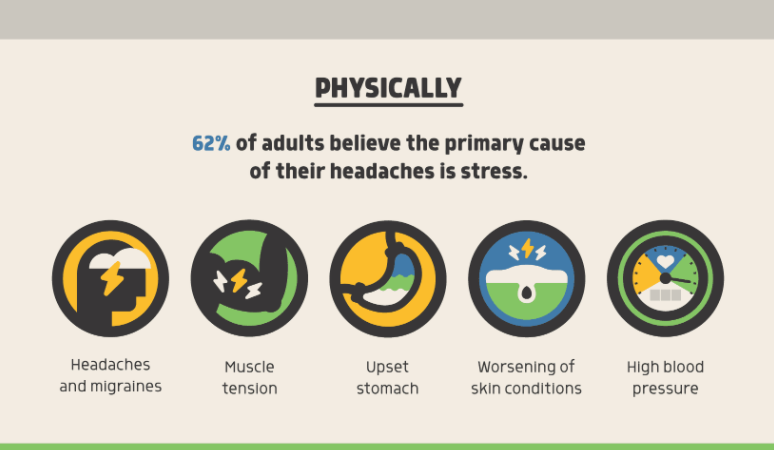 PHYSICALLY
62% of adults believe the primary cause
of their headaches is stress.
Headaches
and migraines
Muscle
tension
Upset
stomach
Worsening of
skin conditions
High blood
pressure